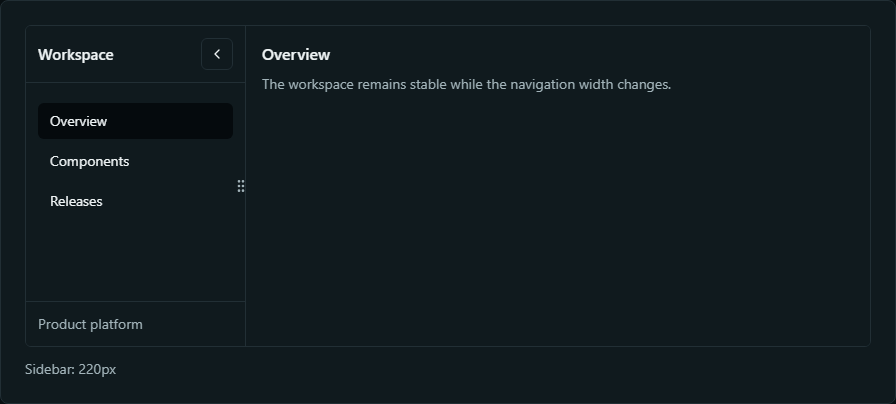 Workspace
Overview
Components
Releases
Product platform
Overview
The workspace remains stable while the navigation width changes.
Sidebar: 220px